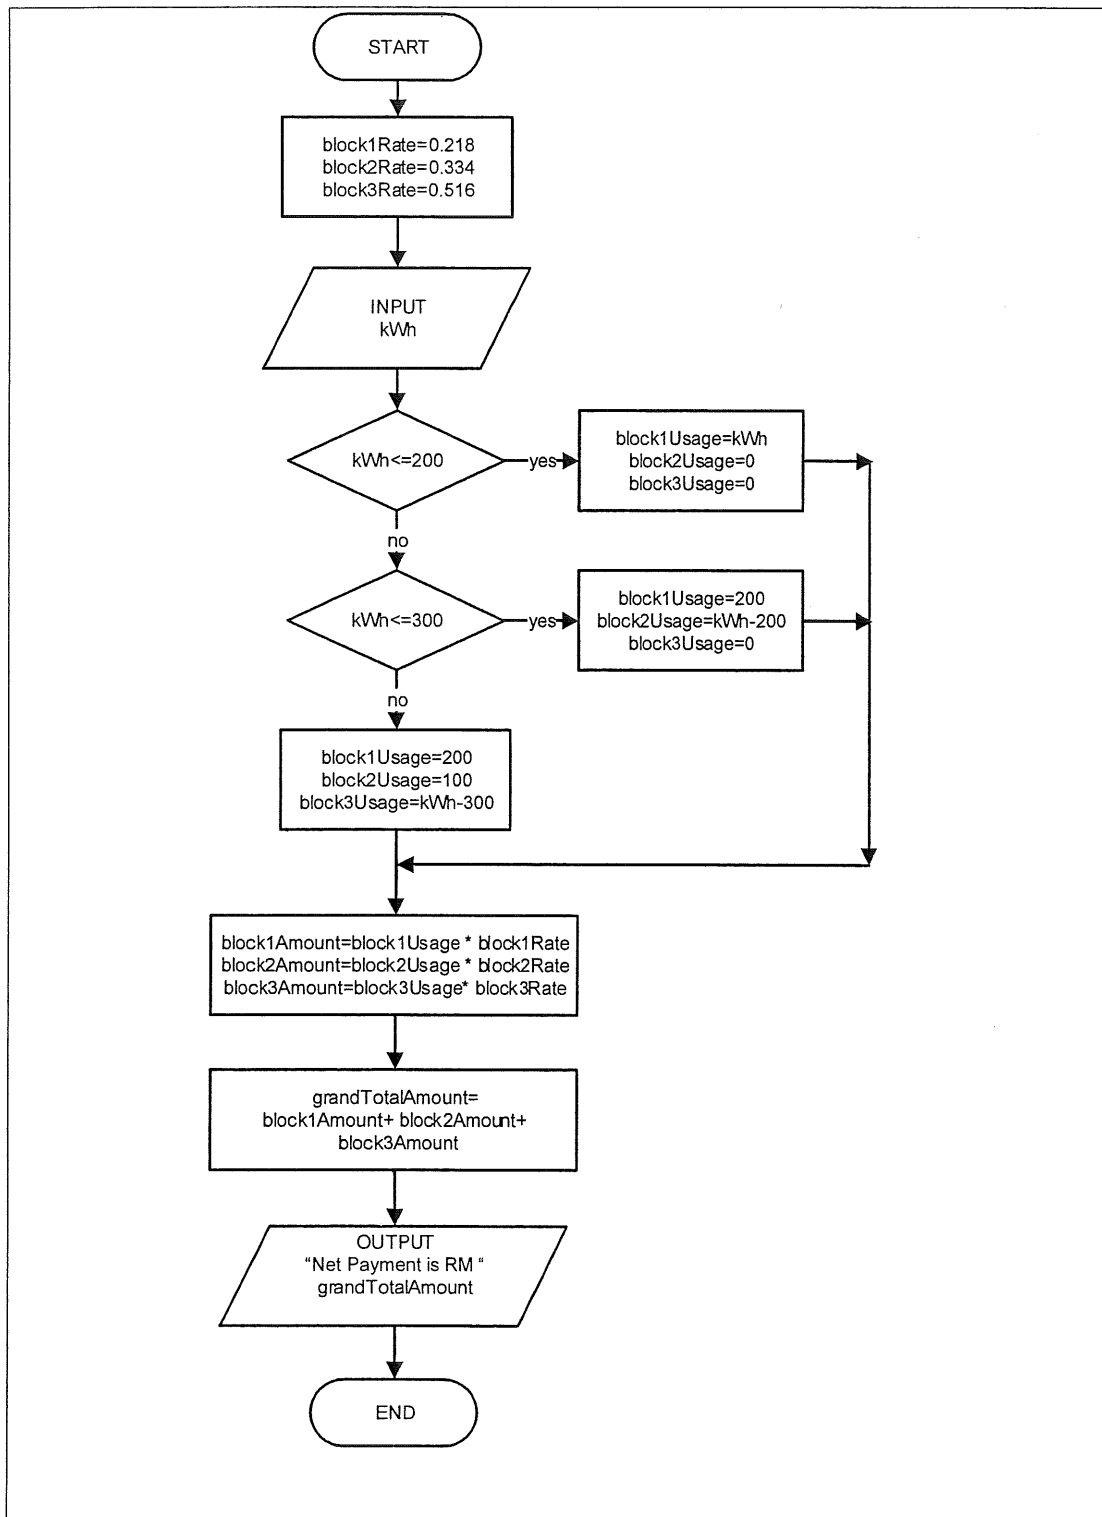 START
block1Rate=0.218
block2Rate=0.334
block3Rate=0.516
INPUT
kWh
kWh<=200
yes
block1Usage=kWh
block2Usage=0
block3Usage=0
no
kWh<=300
yes
block1Usage=200
block2Usage=kWh-200
block3Usage=0
no
block1Usage=200
block2Usage=100
block3Usage=kWh-300
block1Amount=block1Usage * block1Rate
block2Amount=block2Usage * block2Rate
block3Amount=block3Usage* block3Rate
grandTotalAmount=
block1Amount+ block2Amount+
block3Amount
OUTPUT
“Net Payment is RM “
grandTotalAmount
END